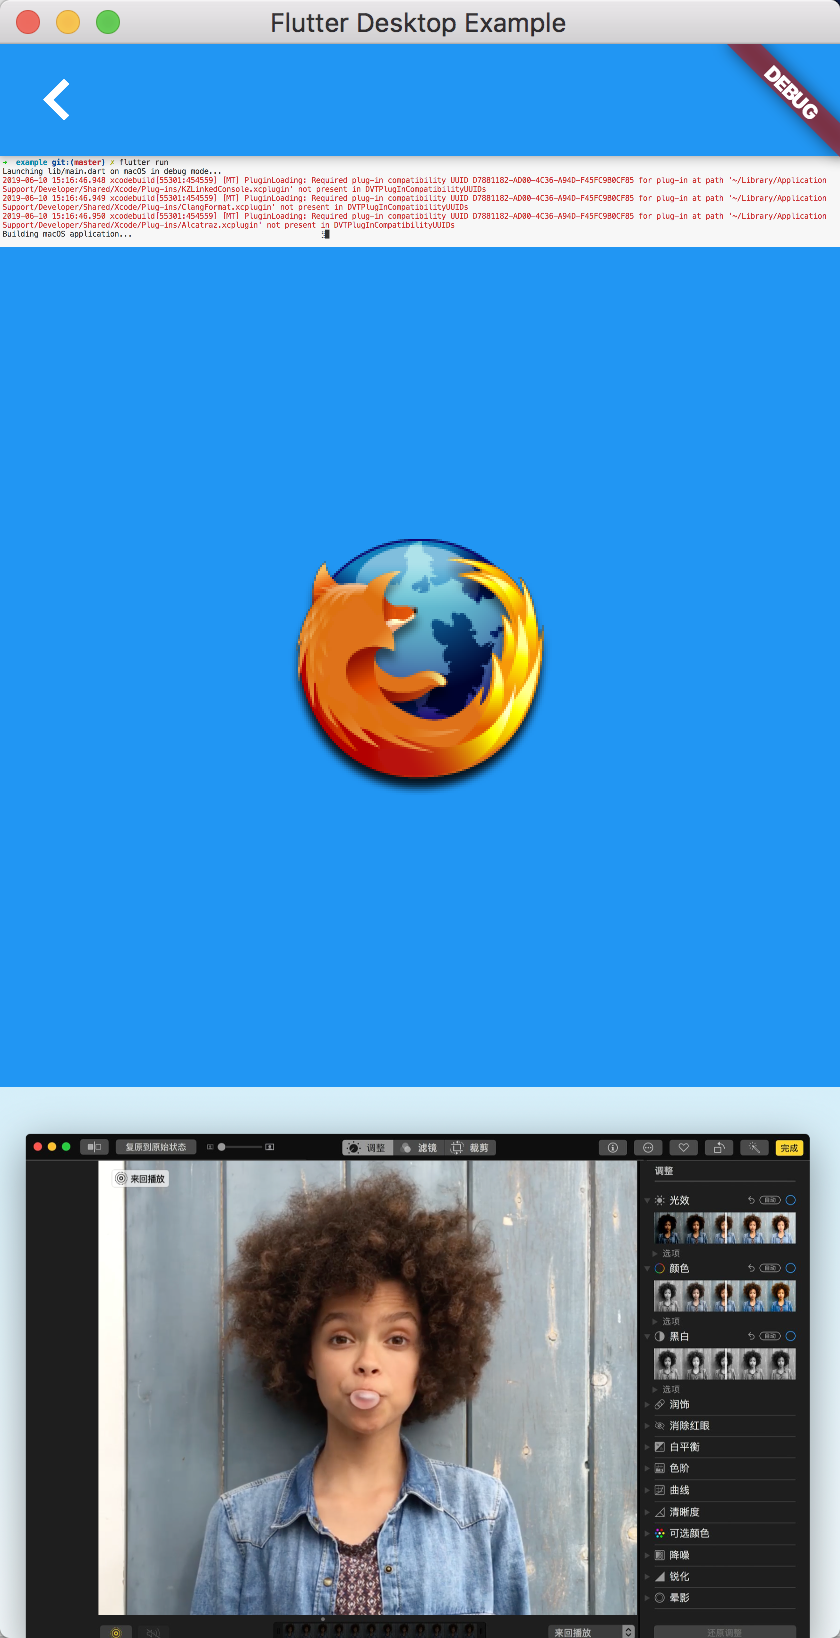 Flutter Desktop Example
DEBUG
→ example git:(master) ✗ flutter run
Launching lib/main.dart on macOS in debug mode...
2019-06-10 15:16:46.948 xcodebuild[55301:454559] [MT] PluginLoading: Required plug-in compatibility UUID D7881182-AD00-4C36-A94D-F45FC9B0CF85 for plug-in at path '~/Library/Application
Support/Developer/Shared/Xcode/Plug-ins/KZLinkedConsole.xcplugin' not present in DVTPlugInCompatibilityUUIDs
2019-06-10 15:16:46.949 xcodebuild[55301:454559] [MT] PluginLoading: Required plug-in compatibility UUID D7881182-AD00-4C36-A94D-F45FC9B0CF85 for plug-in at path '~/Library/Application
Support/Developer/Shared/Xcode/Plug-ins/ClangFormat.xcplugin' not present in DVTPlugInCompatibilityUUIDs
2019-06-10 15:16:46.950 xcodebuild[55301:454559] [MT] PluginLoading: Required plug-in compatibility UUID D7881182-AD00-4C36-A94D-F45FC9B0CF85 for plug-in at path '~/Library/Application
Support/Developer/Shared/Xcode/Plug-ins/Alcatraz.xcplugin' not present in DVTPlugInCompatibilityUUIDs
Building macOS application...
复原到原始状态 调整 滤镜 裁剪 完成
来回播放
调整
光效 自动
选项
颜色 自动
选项
黑白 自动
选项
润饰
消除红眼
白平衡
色阶
曲线
清晰度
可选颜色
降噪
锐化
晕影
来回播放 还原调整